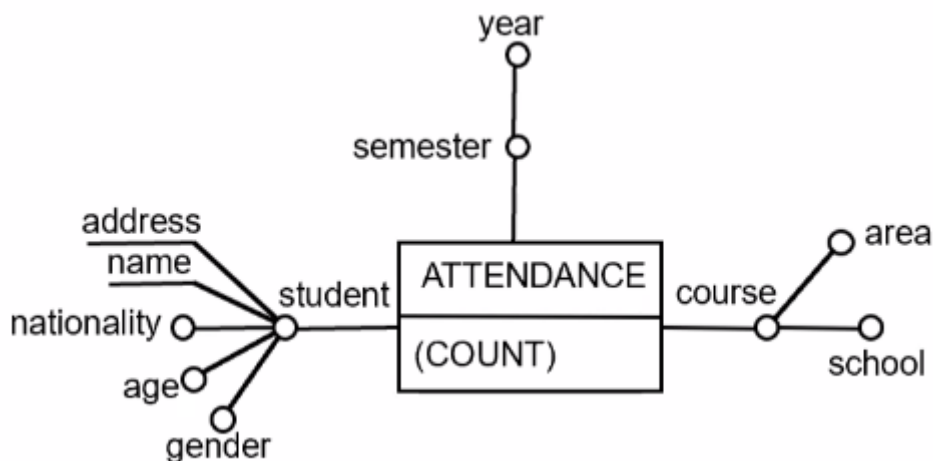 year
semester
address
name
student
nationality
age
gender
ATTENDANCE
(COUNT)
course
area
school